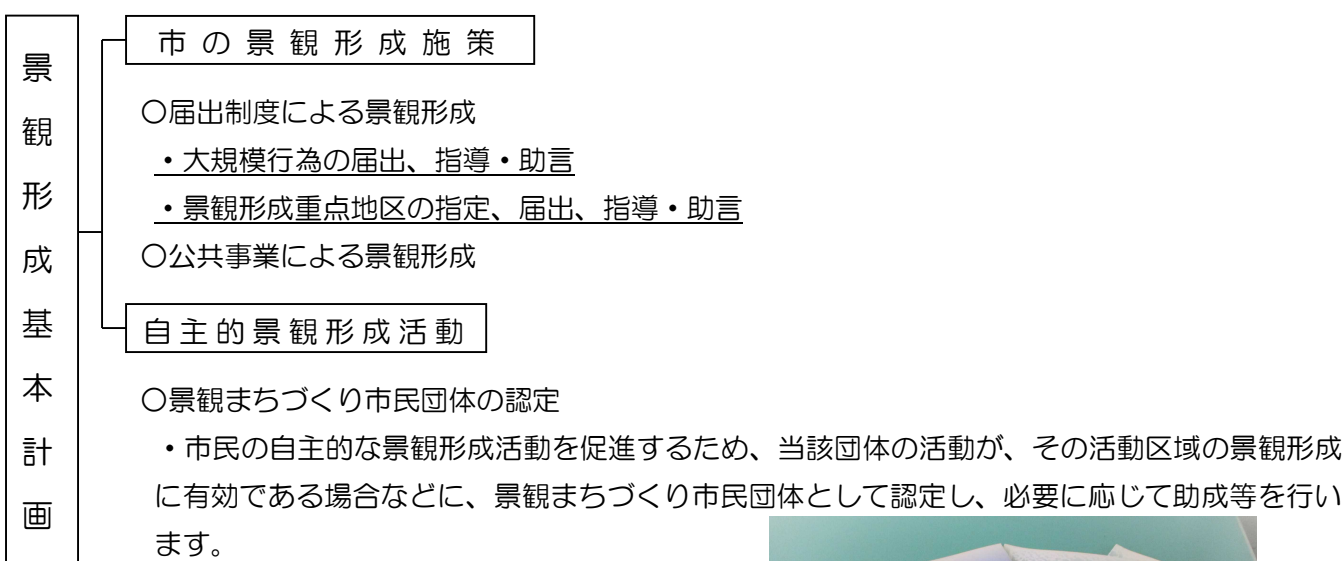 景観形成基本計画
市の景観形成施策
〇届出制度による景観形成
・大規模行為の届出、指導・助言
・景観形成重点地区の指定、届出、指導・助言
〇公共事業による景観形成
自主的景観形成活動
〇景観まちづくり市民団体の認定
・市民の自主的な景観形成活動を促進するため、当該団体の活動が、その活動区域の景観形成
に有効である場合などに、景観まちづくり市民団体として認定し、必要に応じて助成等を行い
ます。